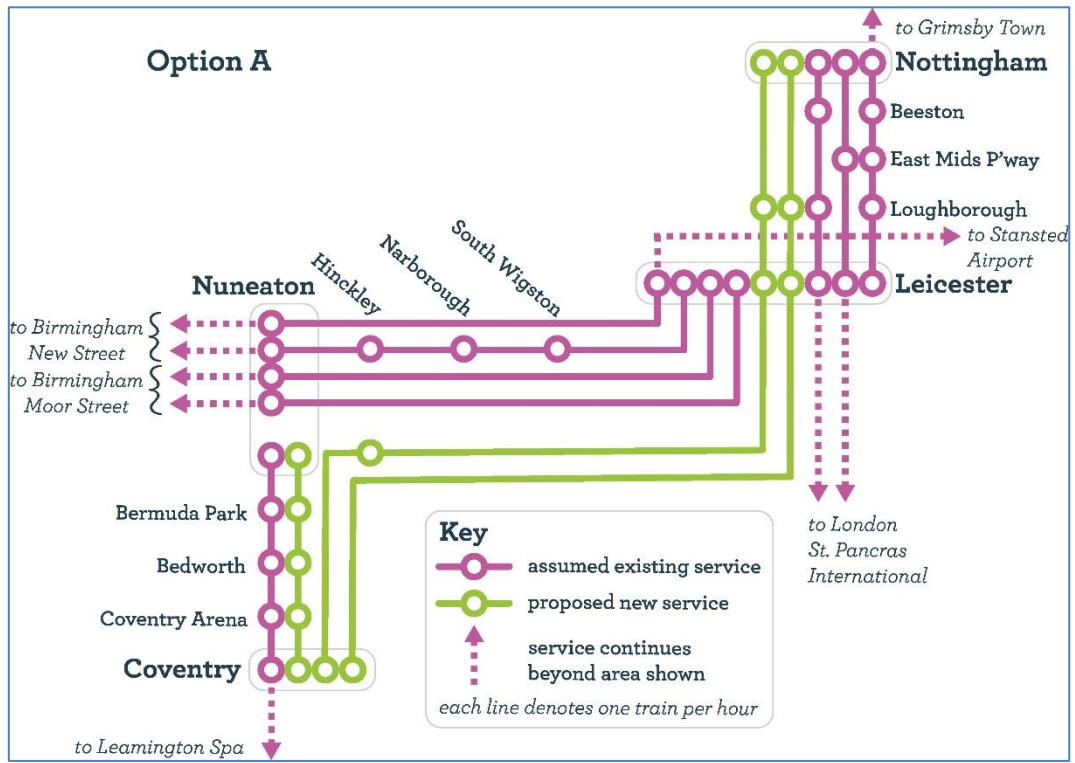 to Grimsby Town
Option A
Nottingham
Beeston
East Mids P'way
Loughborough
to Stansted
Airport
South Wigston
Narborough
Hinckley
Nuneaton
Leicester
to Birmingham
New Street
to Birmingham
Moor Street
Bermuda Park
Bedworth
Coventry Arena
Coventry
to Leamington Spa
to London
St. Pancras
International
Key
assumed existing service
proposed new service
service continues
beyond area shown
each line denotes one train per hour